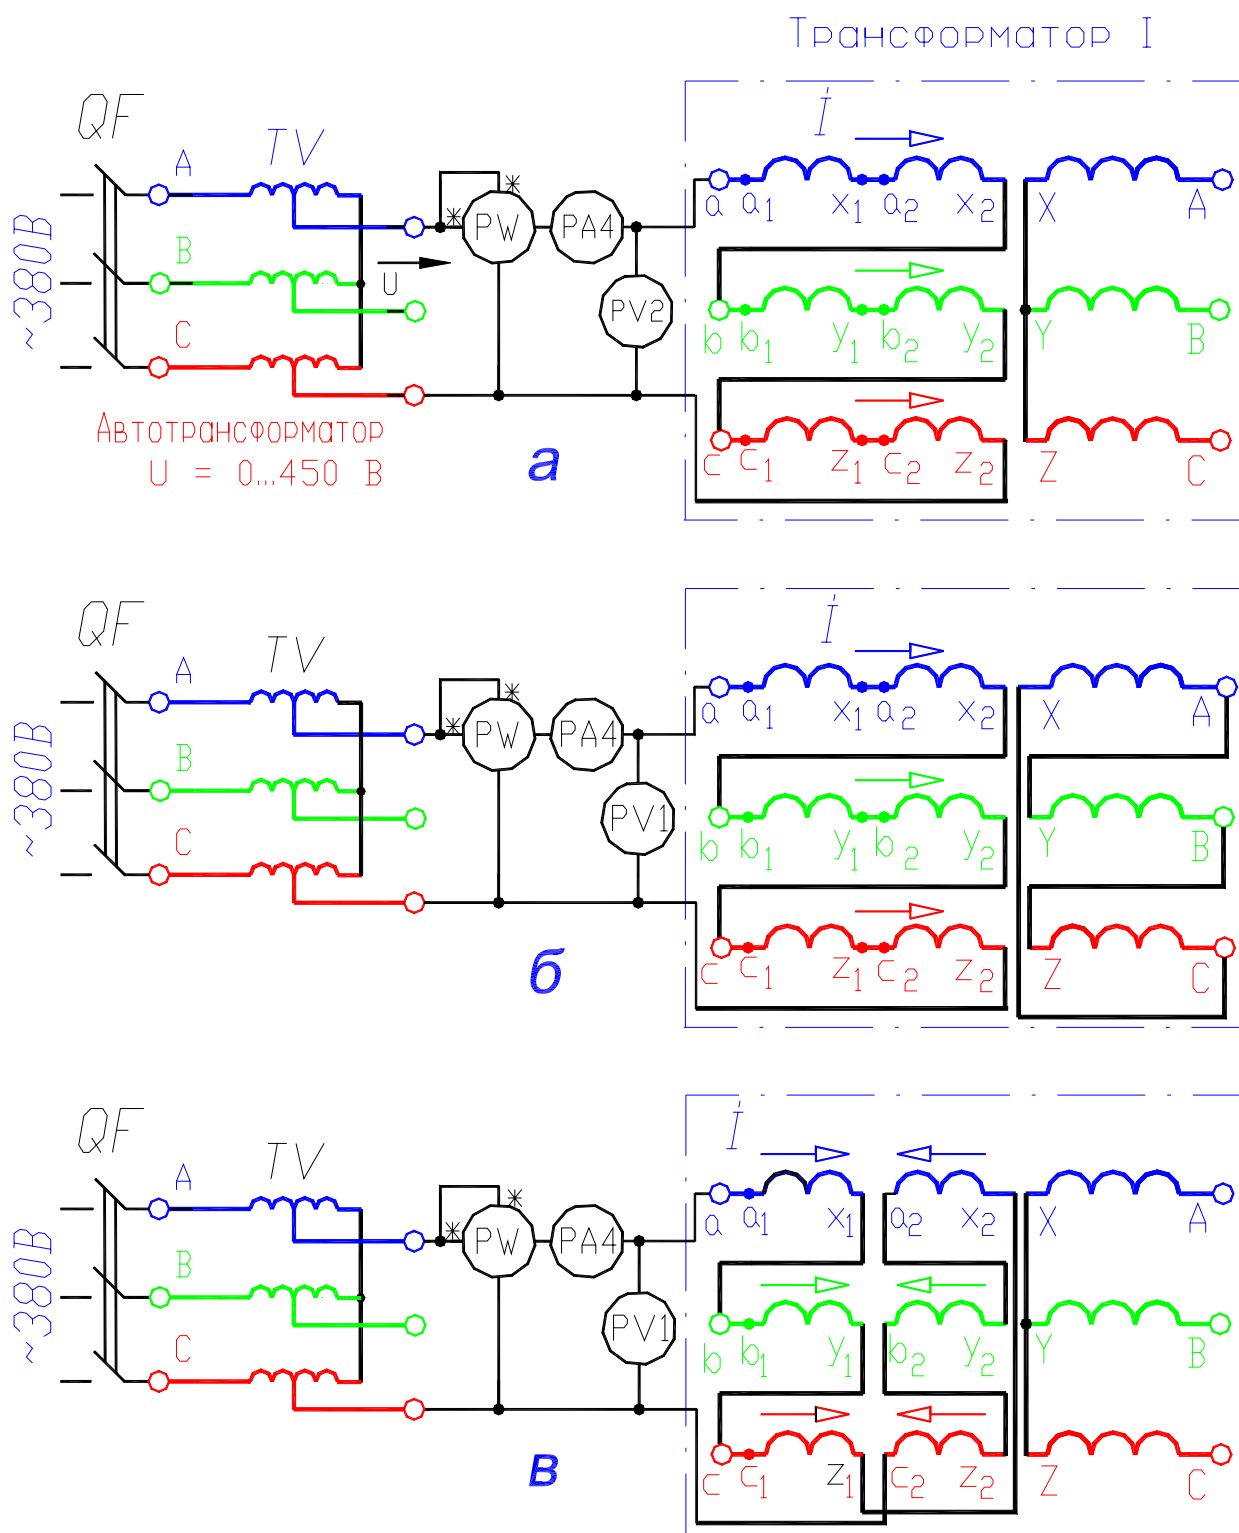 Трансформатор I
QF
А TV İ
* PW PA4
a a1 x1 a2 x2 X A
~380В
В
U
* PV2
b b1 y1 b2 y2 Y B
С
Автотрансформатор
U = 0...450 В
а
c c1 z1 c2 z2 Z C
QF
А TV İ
* PW PA4
a a1 x1 a2 x2 X A
~380В
В
* PV1
b b1 y1 b2 y2 Y B
С
б
c c1 z1 c2 z2 Z C
QF
А TV İ
* PW PA4
a a1 x1 a2 x2 X A
~380В
В
* PV1
b b1 y1 b2 y2 Y B
С
в
c c1 z1 c2 z2 Z C